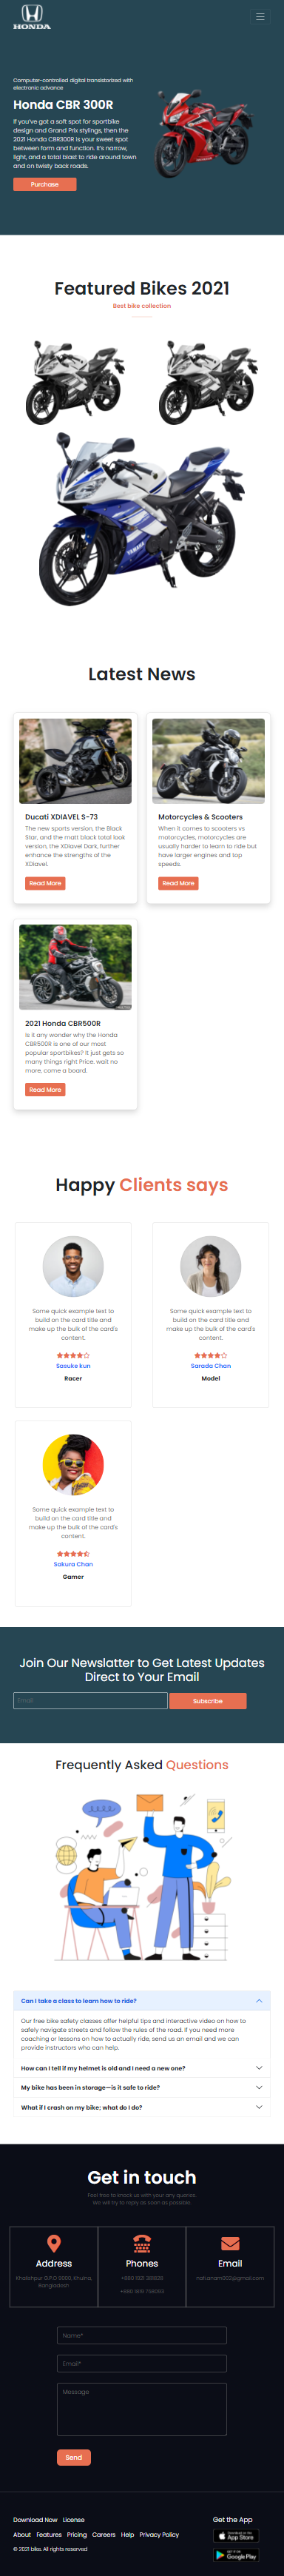 HONDA
Computer-controlled digital transistorised with
electronic advance
Honda CBR 300R
If you've got a soft spot for sportbike
design and Grand Prix stylings, then the
2021 Honda CBR300R is your sweet spot
between form and function. It's narrow,
light, and a total blast to ride around town
and on twisty back roads.
Purchase
Featured Bikes 2021
Best bike collection
Latest News
Ducati XDIAVEL S-73
The new sports version, the Black
Star, and the matt black total look
version, the XDiavel Dark, further
enhance the strengths of the
XDiavel.
Read More
Motorcycles & Scooters
When it comes to scooters vs
motorcycles, motorcycles are
usually harder to learn to ride but
have larger engines and top
speeds.
Read More
2021 Honda CBR500R
Is it any wonder why the Honda
CBR500R is one of our most
popular sportbikes? It just gets so
many things right Price. wait no
more. come a board.
Read More
Happy Clients says
Some quick example text to
build on the card title and
make up the bulk of the card's
content.
Sasuke kun
Racer
Some quick example text to
build on the card title and
make up the bulk of the card's
content.
Sarada Chan
Model
Some quick example text to
build on the card title and
make up the bulk of the card's
content.
Sakura Chan
Gamer
Join Our Newslatter to Get Latest Updates
Direct to Your Email
Email
Subscribe
Frequently Asked Questions
Can I take a class to learn how to ride?
Our free bike safety classes offer helpful tips and interactive video on how to
safely navigate streets and follow the rules of the road. If you need more
coaching or lessons on how to actually ride, send us an email and we can
provide instructors who can help.
How can I tell if my helmet is old and I need a new one?
My bike has been in storage—is it safe to ride?
What if I crash on my bike; what do I do?
Get in touch
Feel free to knock us with your any queries.
We will try to reply as soon as possible.
Address
Khalishpur G.P.O 9000, Khulna,
Bangladesh
Phones
Email
Name*
Email*
Message
Send
Download Now License
About Features Pricing Careers Help Privacy Policy
© 2021 bike. All rights reserved
Get the App
App Store
Google Play